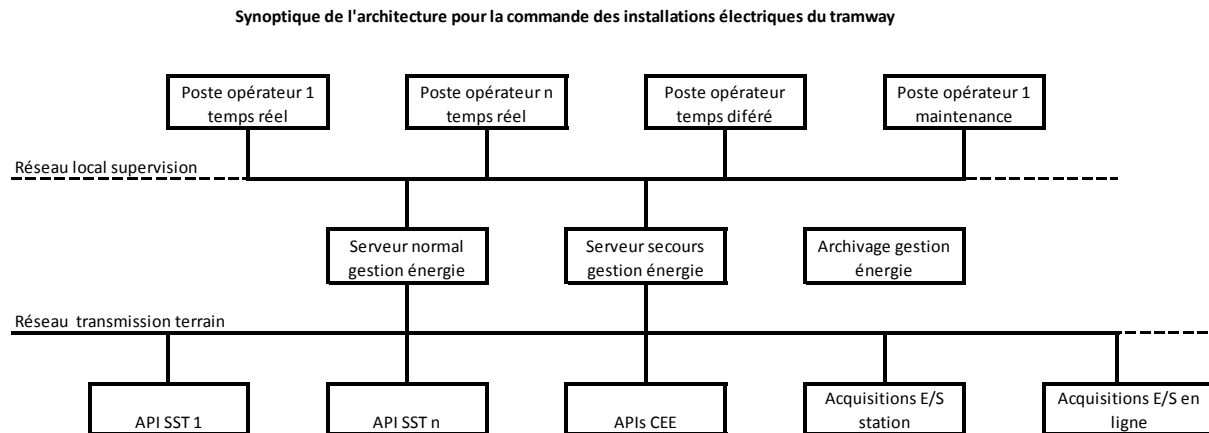 Synoptique de l'architecture pour la commande des installations électriques du tramway
Poste opérateur 1
temps réel
Poste opérateur n
temps réel
Poste opérateur
temps diféré
Poste opérateur 1
maintenance
Réseau local supervision
Serveur normal
gestion énergie
Serveur secours
gestion énergie
Archivage gestion
énergie
Réseau transmission terrain
API SST 1
API SST n
APIs CEE
Acquisitions E/S
station
Acquisitions E/S en
ligne